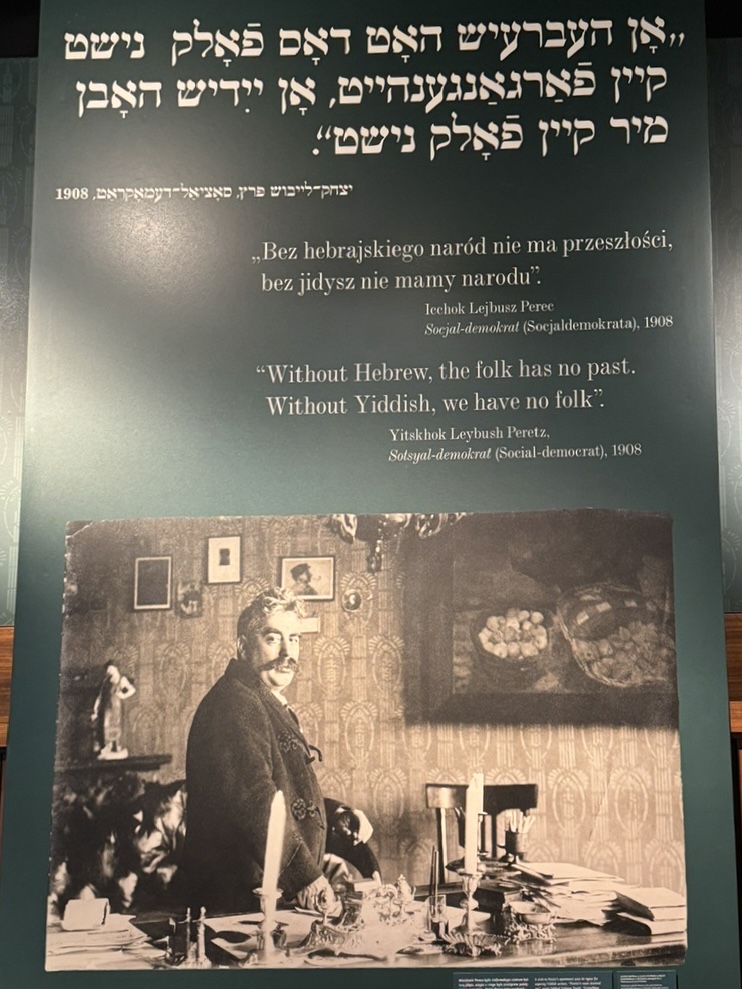 „אָן העברעיש האָט דאָס פֿאָלק נישט
קיין פֿאַרגאַנגענהייט, אָן ייִדיש האָבן
מיר קיין פֿאָלק נישט“.
יצחק־לייבוש פרץ, סאָציאַל־דעמאָקראַט, 1908
„Bez hebrajskiego naród nie ma przeszłości,
bez jidysz nie mamy narodu”.
Icchok Lejbusz Perec
Socjal-demokrat (Socjaldemokrata), 1908
“Without Hebrew, the folk has no past.
Without Yiddish, we have no folk”.
Yitskhok Leybush Peretz,
Sotsyal-demokrat (Social-democrat), 1908